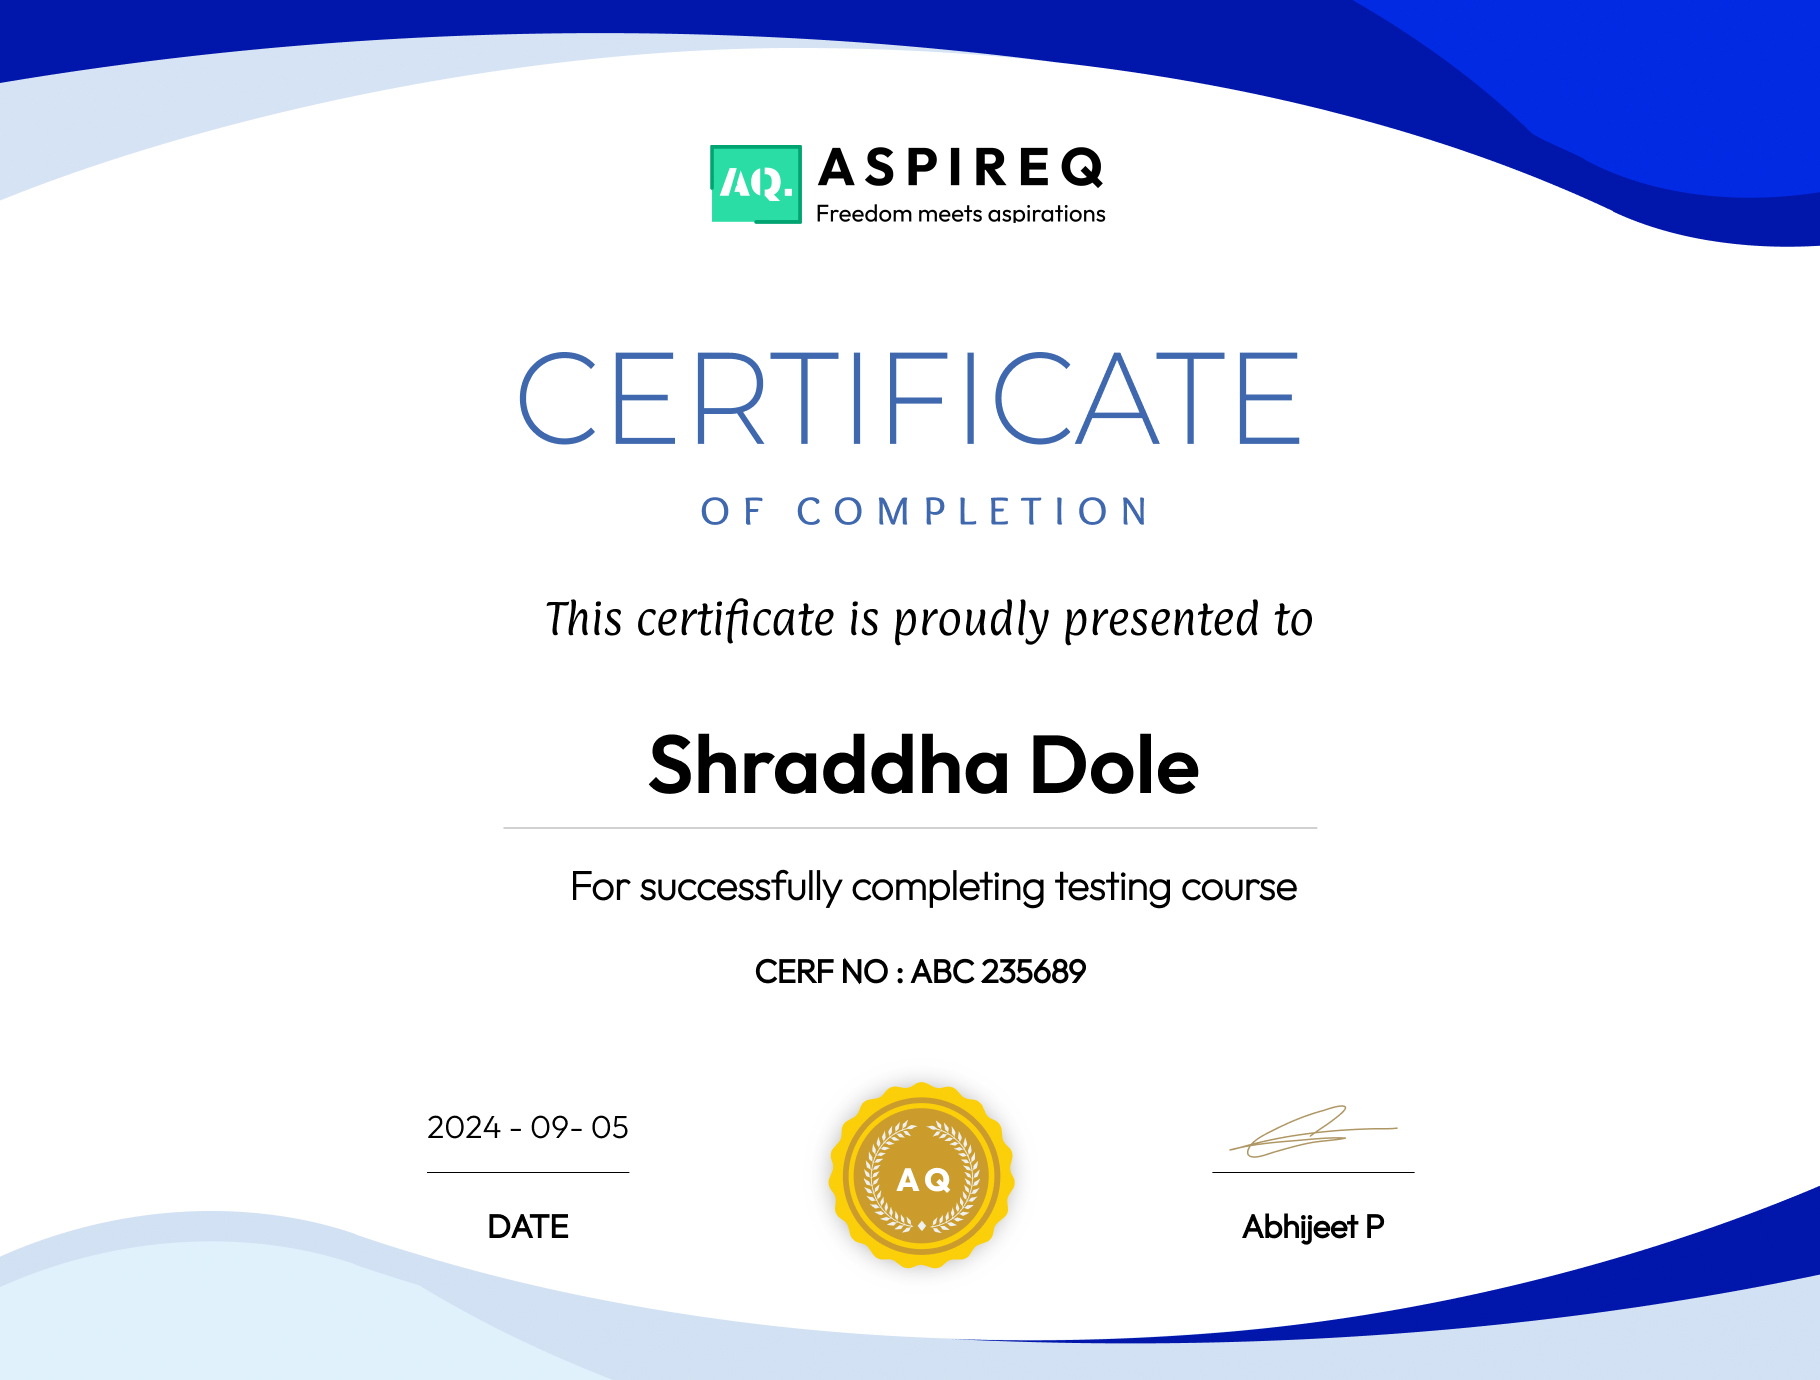 AQ.
ASPIREQ
Freedom meets aspirations
CERTIFICATE
OF COMPLETION
This certificate is proudly presented to
Shraddha Dole
For successfully completing testing course
CERF NO : ABC 235689
2024 - 09- 05
DATE
AQ
Abhijeet P